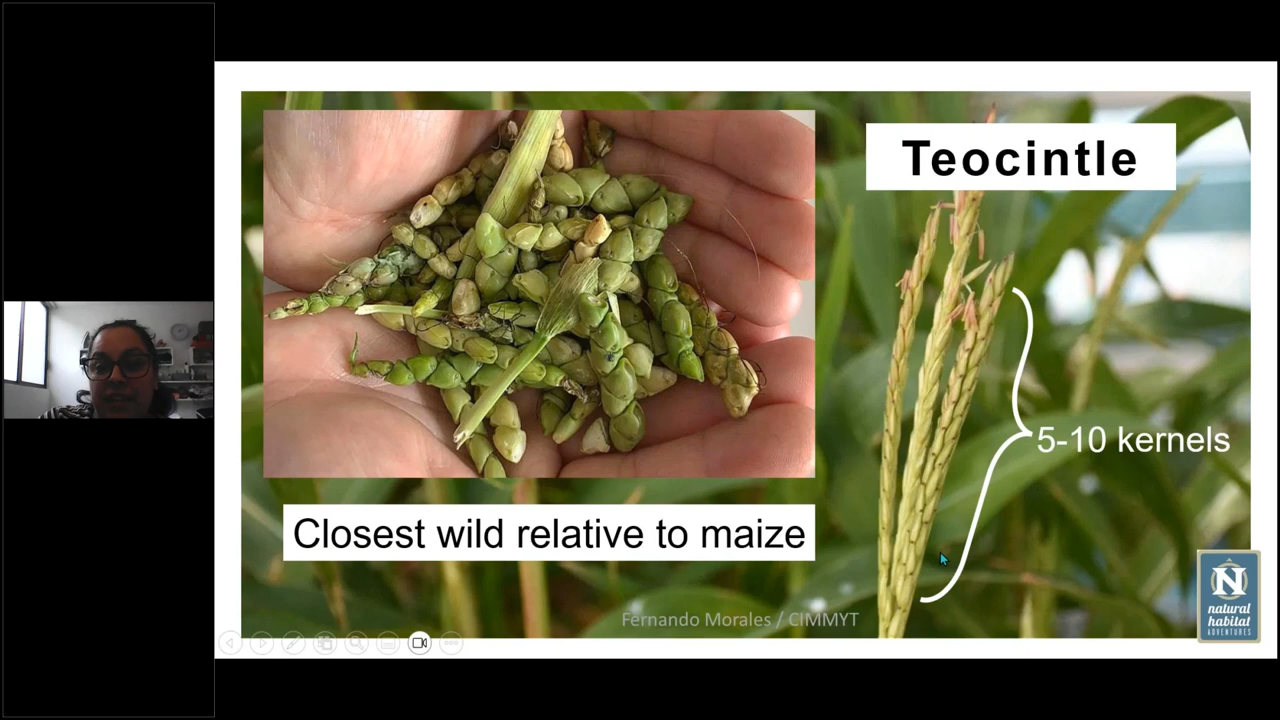 Teocintle
5-10 kernels
Closest wild relative to maize
Fernando Morales / CIMMYT
N
natural
habitat
ADVENTURES